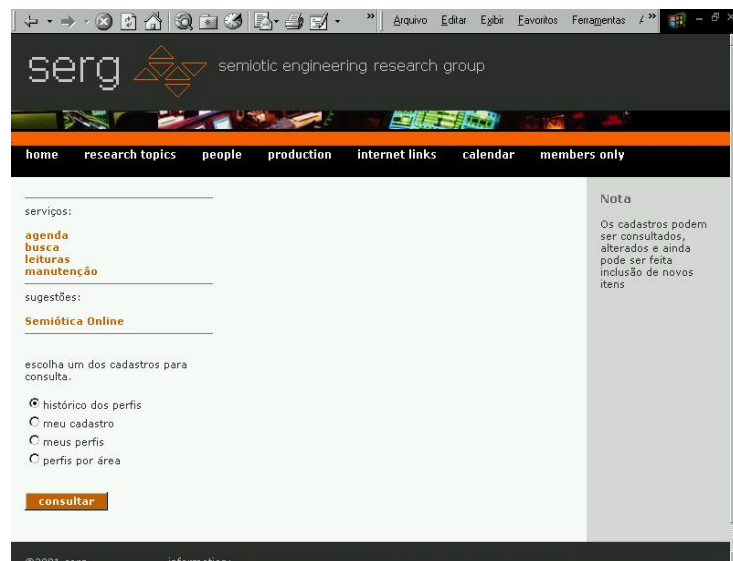 Arquivo Editar Exibir Favoritos Ferramentas
serg semiotic engineering research group
home research topics people production internet links calendar members only
serviços:
agenda
busca
leituras
manutenção
sugestões:
Semiótica Online
escolha um dos cadastros para
consulta.
histórico dos perfis
meu cadastro
meus perfis
perfis por área
consultar
Nota
Os cadastros podem
ser consultados,
alterados e ainda
pode ser feita
inclusão de novos
itens